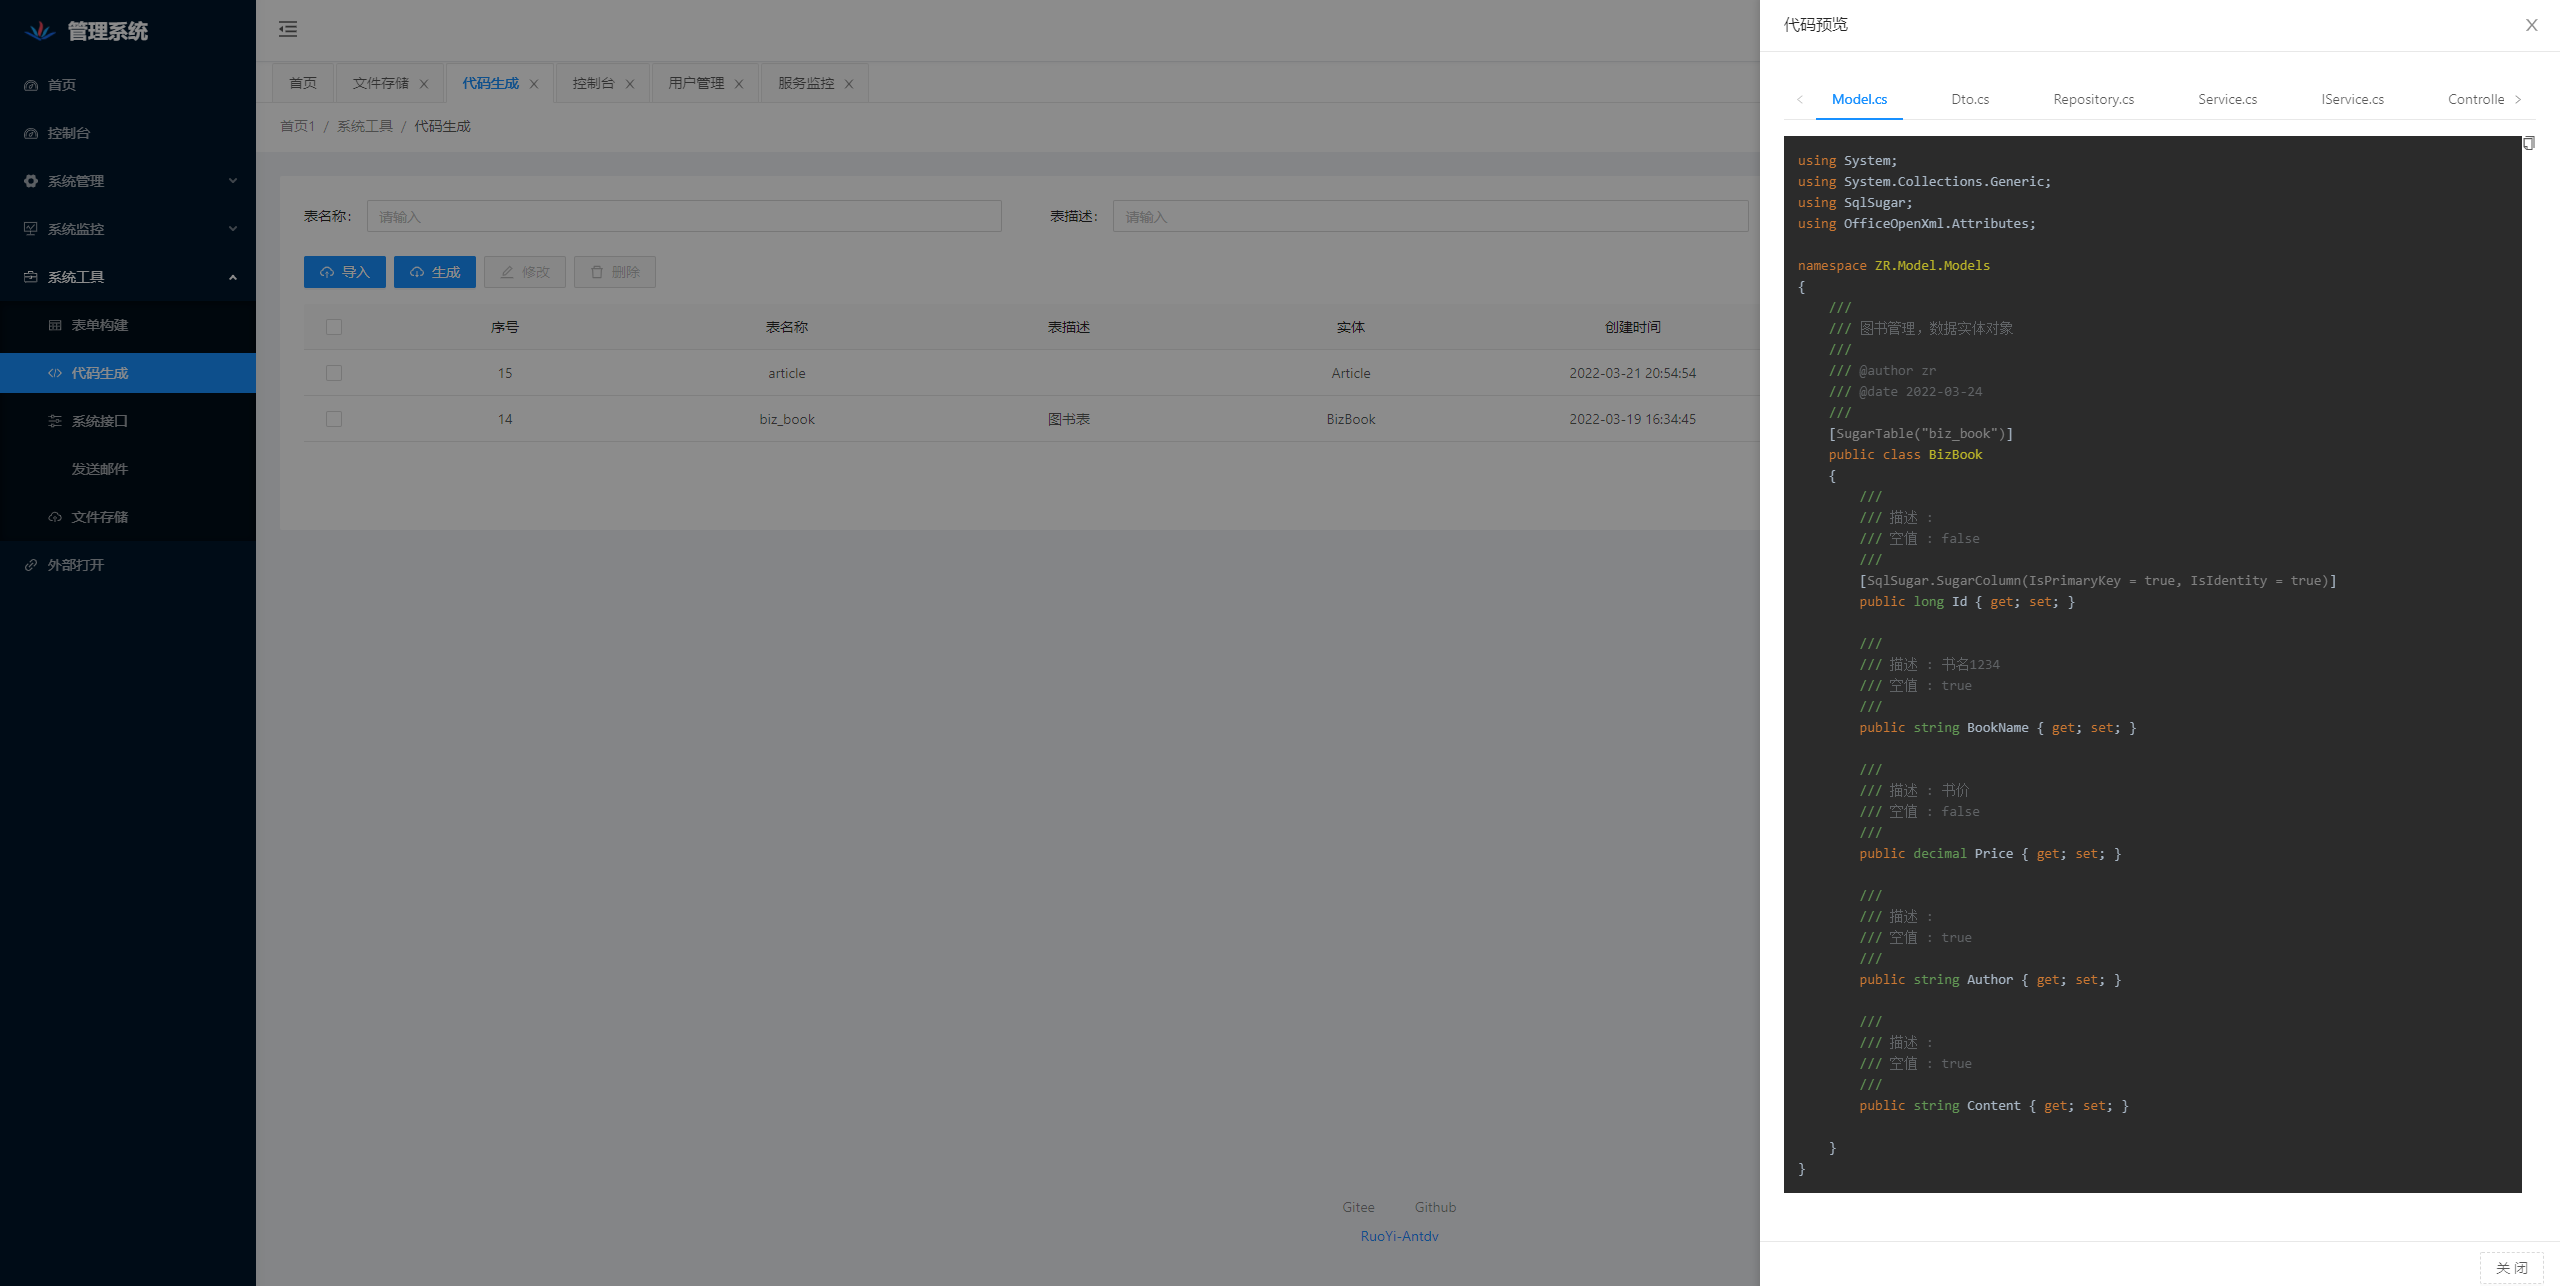 管理系统
首页
控制台
系统管理
系统监控
系统工具
表单构建
代码生成
系统接口
发送邮件
文件存储
外部打开
首页 文件存储 代码生成 控制台 用户管理 服务监控
首页1 / 系统工具 / 代码生成
表名称: 请输入 表描述: 请输入
导入 生成 修改 删除
序号 表名称 表描述 实体 创建时间
15 article Article 2022-03-21 20:54:54
14 biz_book 图书表 BizBook 2022-03-19 16:34:45
Gitee Github
RuoYi-Antdv
代码预览
Model.cs Dto.cs Repository.cs Service.cs IService.cs Controlle
using System;
using System.Collections.Generic;
using SqlSugar;
using OfficeOpenXml.Attributes;
namespace ZR.Model.Models
{
///
/// 图书管理，数据实体对象
///
/// @author zr
/// @date 2022-03-24
///
[SugarTable("biz_book")]
public class BizBook
{
///
/// 描述 :
/// 空值 : false
///
[SqlSugar.SugarColumn(IsPrimaryKey = true, IsIdentity = true)]
public long Id { get; set; }
///
/// 描述 : 书名1234
/// 空值 : true
///
public string BookName { get; set; }
///
/// 描述 : 书价
/// 空值 : false
///
public decimal Price { get; set; }
///
/// 描述 :
/// 空值 : true
///
public string Author { get; set; }
///
/// 描述 :
/// 空值 : true
///
public string Content { get; set; }
}
}
关 闭